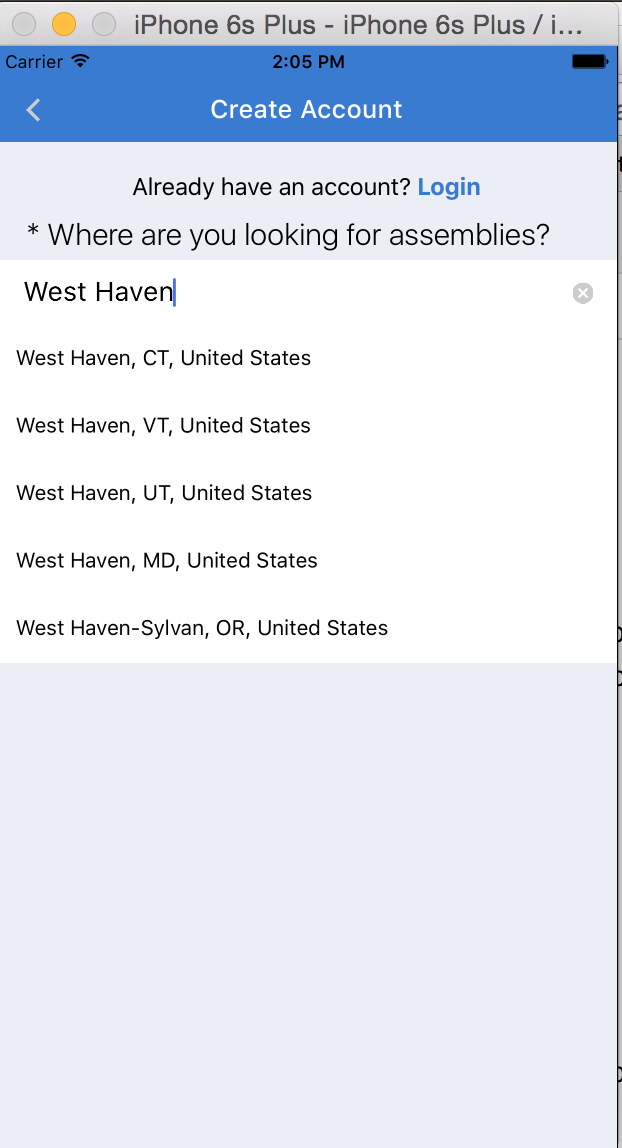 iPhone 6s Plus - iPhone 6s Plus / i...
Carrier 2:05 PM
Create Account
Already have an account? Login
* Where are you looking for assemblies?
West Haven
West Haven, CT, United States
West Haven, VT, United States
West Haven, UT, United States
West Haven, MD, United States
West Haven-Sylvan, OR, United States